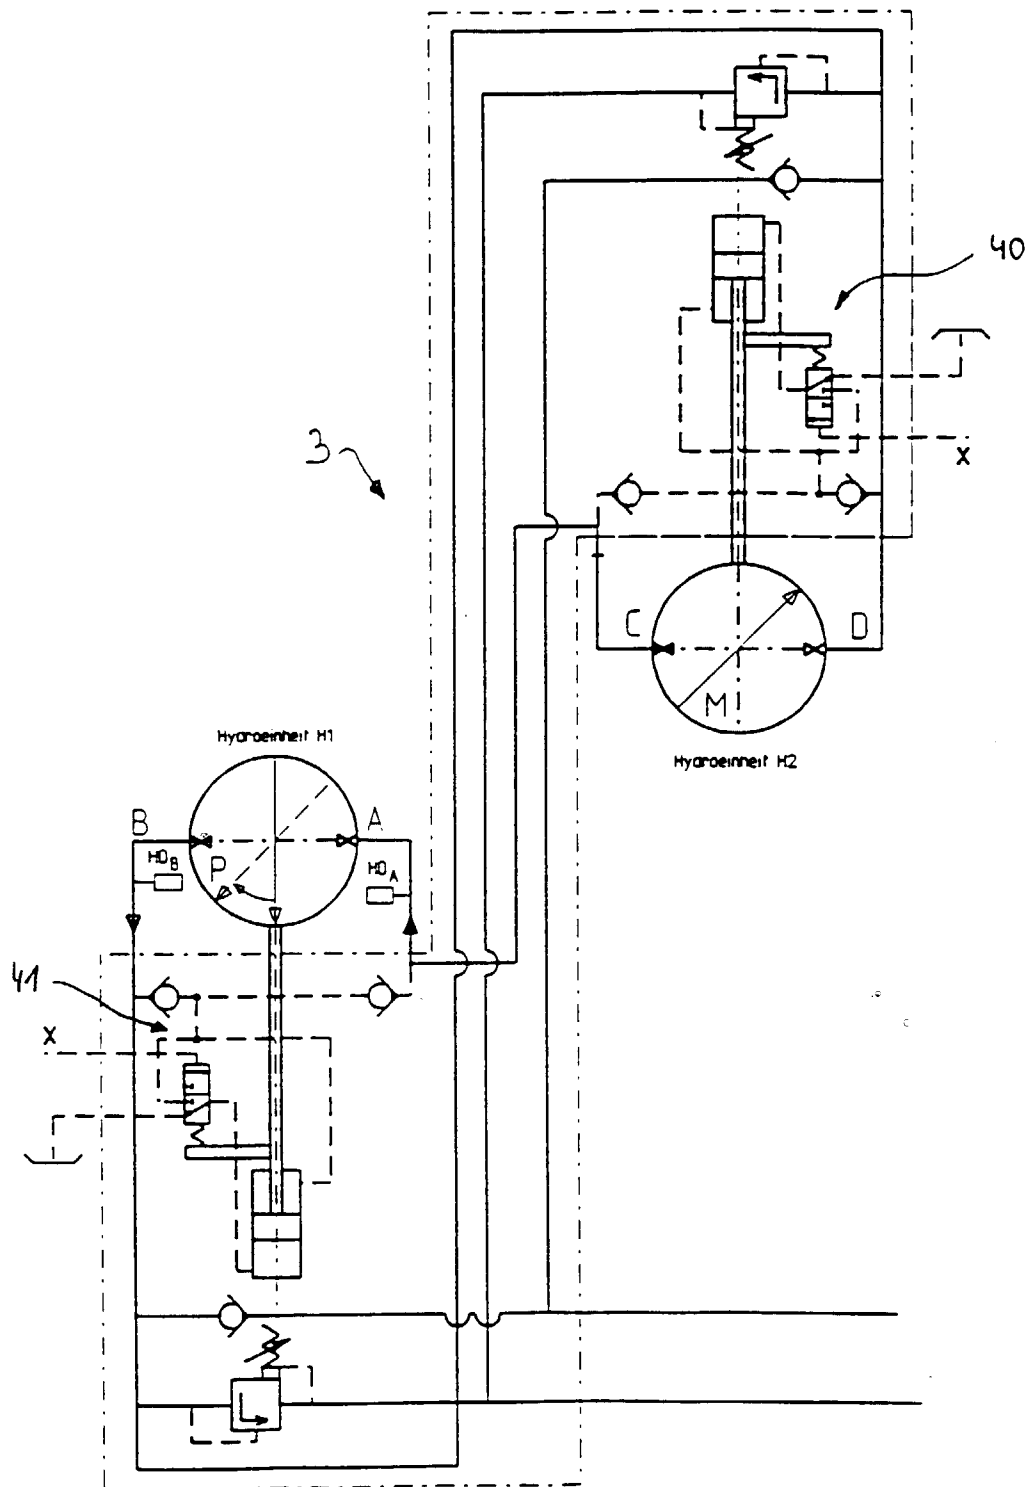 40
3
X
C
D
M
Hydroeinheit H2
Hydroeinheit H1
B
A
HD_B
P
HD_A
41
X